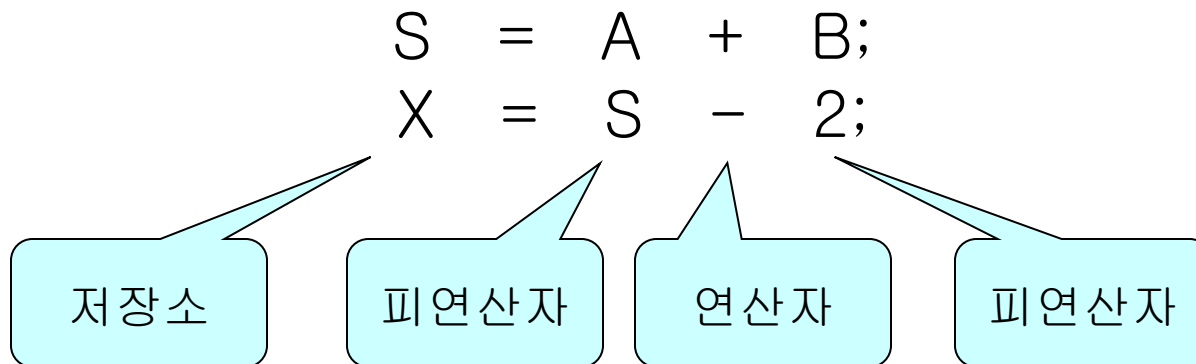 S = A + B;
X = S - 2;
저장소
피연산자
연산자
피연산자